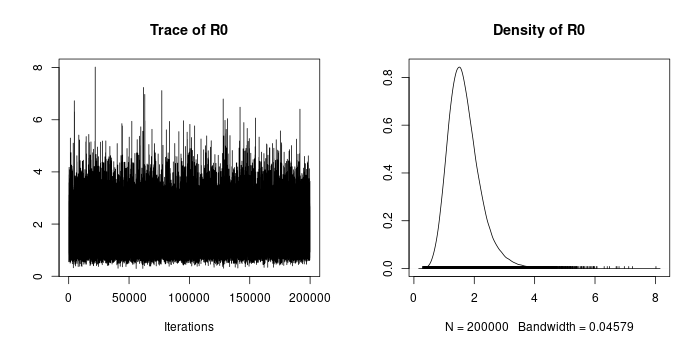 Trace of R0
8
6
4
2
0
0 50000 100000 150000 200000
Iterations
Density of R0
0.8
0.6
0.4
0.2
0.0
0 2 4 6 8
N = 200000 Bandwidth = 0.04579